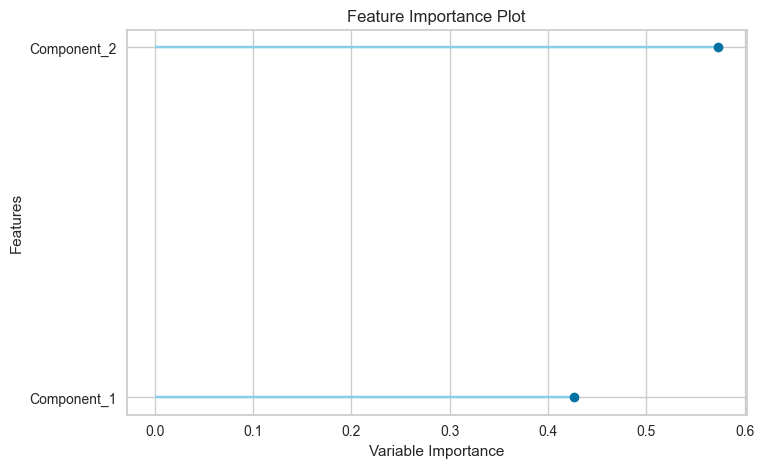 Feature Importance Plot
Component_2
Features
Component_1
0.0 0.1 0.2 0.3 0.4 0.5 0.6
Variable Importance